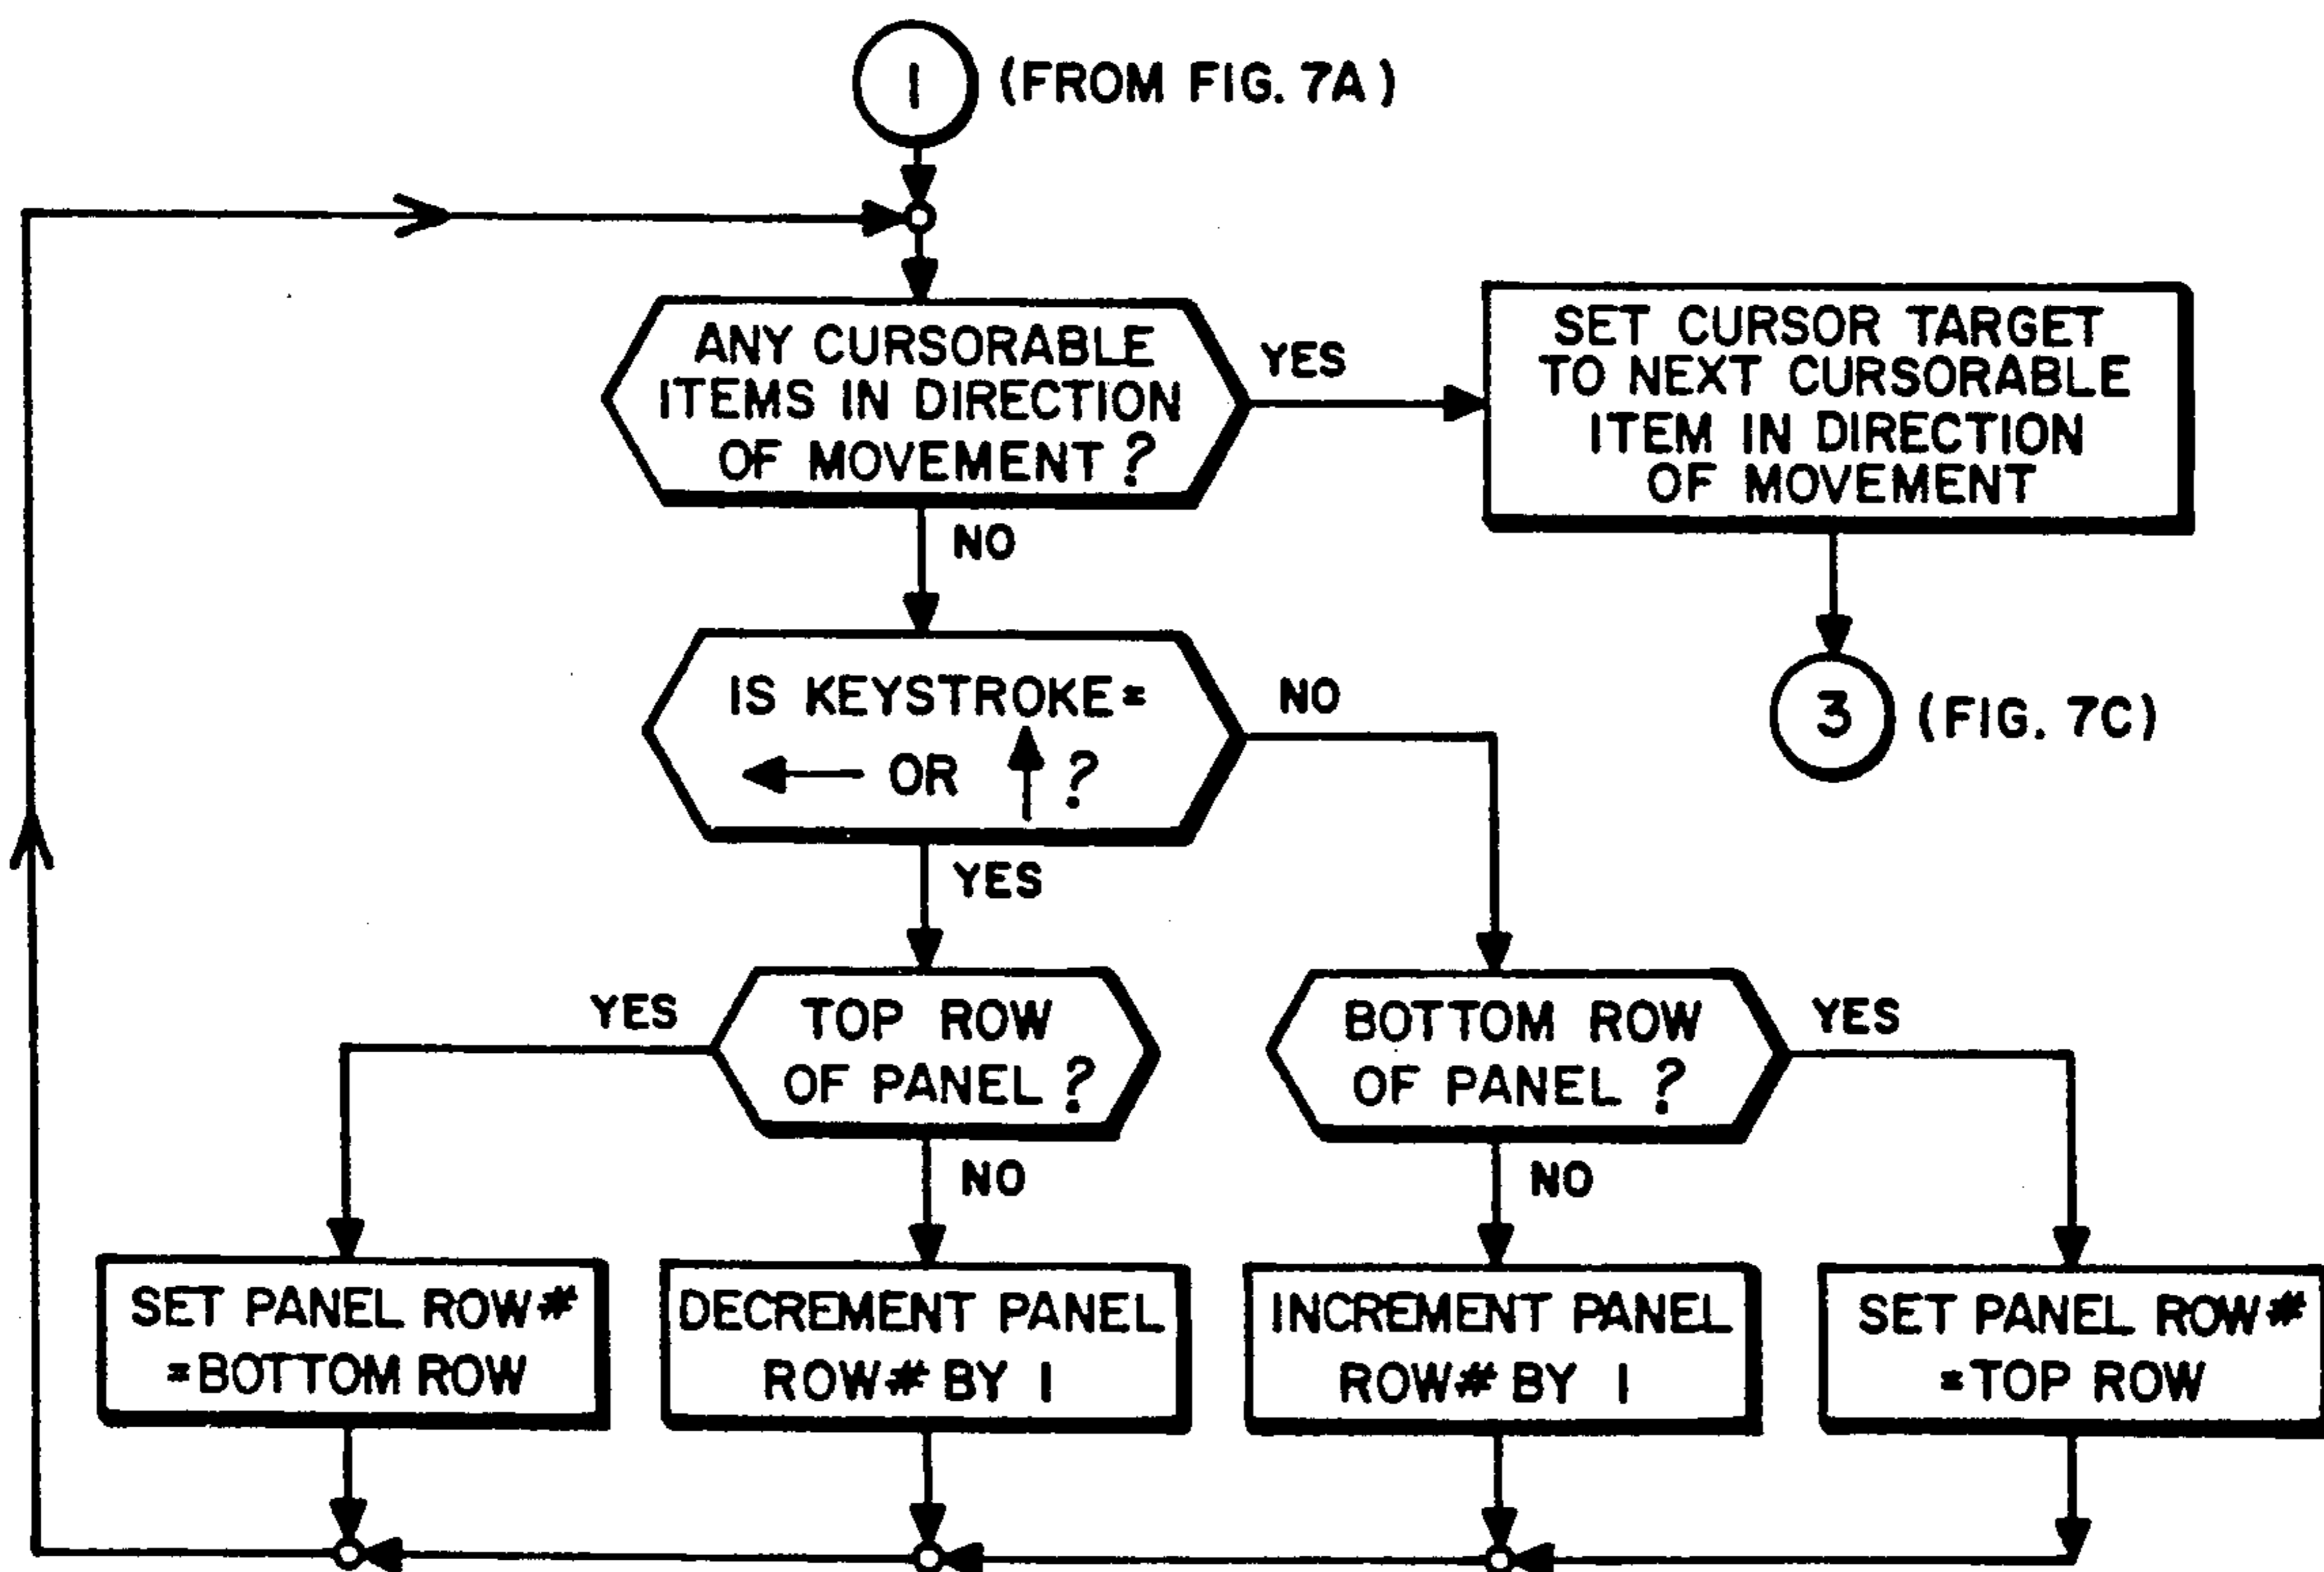 1 (FROM FIG. 7A)
ANY CURSORABLE
ITEMS IN DIRECTION
OF MOVEMENT ?
YES
SET CURSOR TARGET
TO NEXT CURSORABLE
ITEM IN DIRECTION
OF MOVEMENT
NO
3 (FIG. 7C)
IS KEYSTROKE =
← OR ↑ ?
NO
YES
YES
TOP ROW
OF PANEL ?
BOTTOM ROW
OF PANEL ?
YES
NO
NO
SET PANEL ROW#
=BOTTOM ROW
DECREMENT PANEL
ROW# BY 1
INCREMENT PANEL
ROW# BY 1
SET PANEL ROW#
=TOP ROW